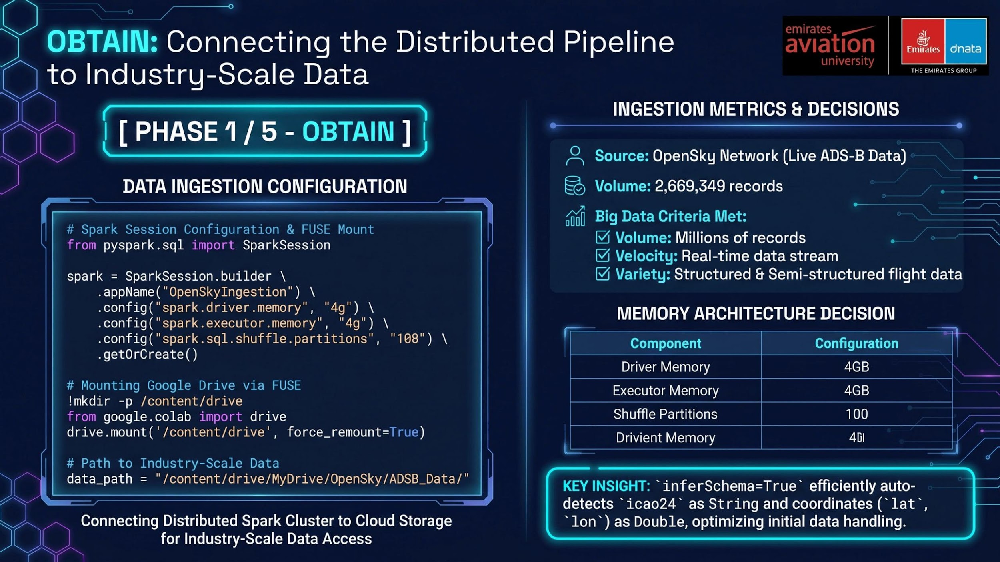 OBTAIN: Connecting the Distributed Pipeline
to Industry-Scale Data
emirates
aviation
university
Emirates
dnata
THE EMIRATES GROUP
[ PHASE 1 / 5 - OBTAIN ]
DATA INGESTION CONFIGURATION
# Spark Session Configuration & FUSE Mount
from pyspark.sql import SparkSession
spark = SparkSession.builder \
.appName("OpenSkyIngestion") \
.config("spark.driver.memory", "4g") \
.config("spark.executor.memory", "4g") \
.config("spark.sql.shuffle.partitions", "108") \
.getOrCreate()
# Mounting Google Drive via FUSE
!mkdir -p /content/drive
from google.colab import drive
drive.mount('/content/drive', force_remount=True)
# Path to Industry-Scale Data
data_path = "/content/drive/MyDrive/OpenSky/ADSB_Data/"
Connecting Distributed Spark Cluster to Cloud Storage
for Industry-Scale Data Access
INGESTION METRICS & DECISIONS
Source: OpenSky Network (Live ADS-B Data)
Volume: 2,669,349 records
Big Data Criteria Met:
Volume: Millions of records
Velocity: Real-time data stream
Variety: Structured & Semi-structured flight data
MEMORY ARCHITECTURE DECISION
Component Configuration
Driver Memory 4GB
Executor Memory 4GB
Shuffle Partitions 100
Drivient Memory
KEY INSIGHT: `inferSchema=True` efficiently auto-
detects `icao24` as String and coordinates (`lat`,
`lon`) as Double, optimizing initial data handling.